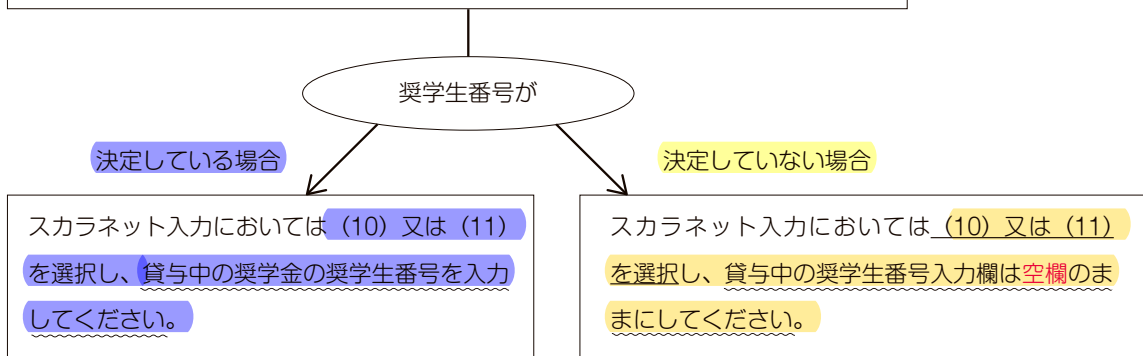 奨学生番号が
決定している場合
決定していない場合
スカラネット入力においては（10）又は（11）
を選択し、貸与中の奨学金の奨学生番号を入力
してください。
スカラネット入力においては（10）又は（11）
を選択し、貸与中の奨学生番号入力欄は空欄のま
まにしてください。